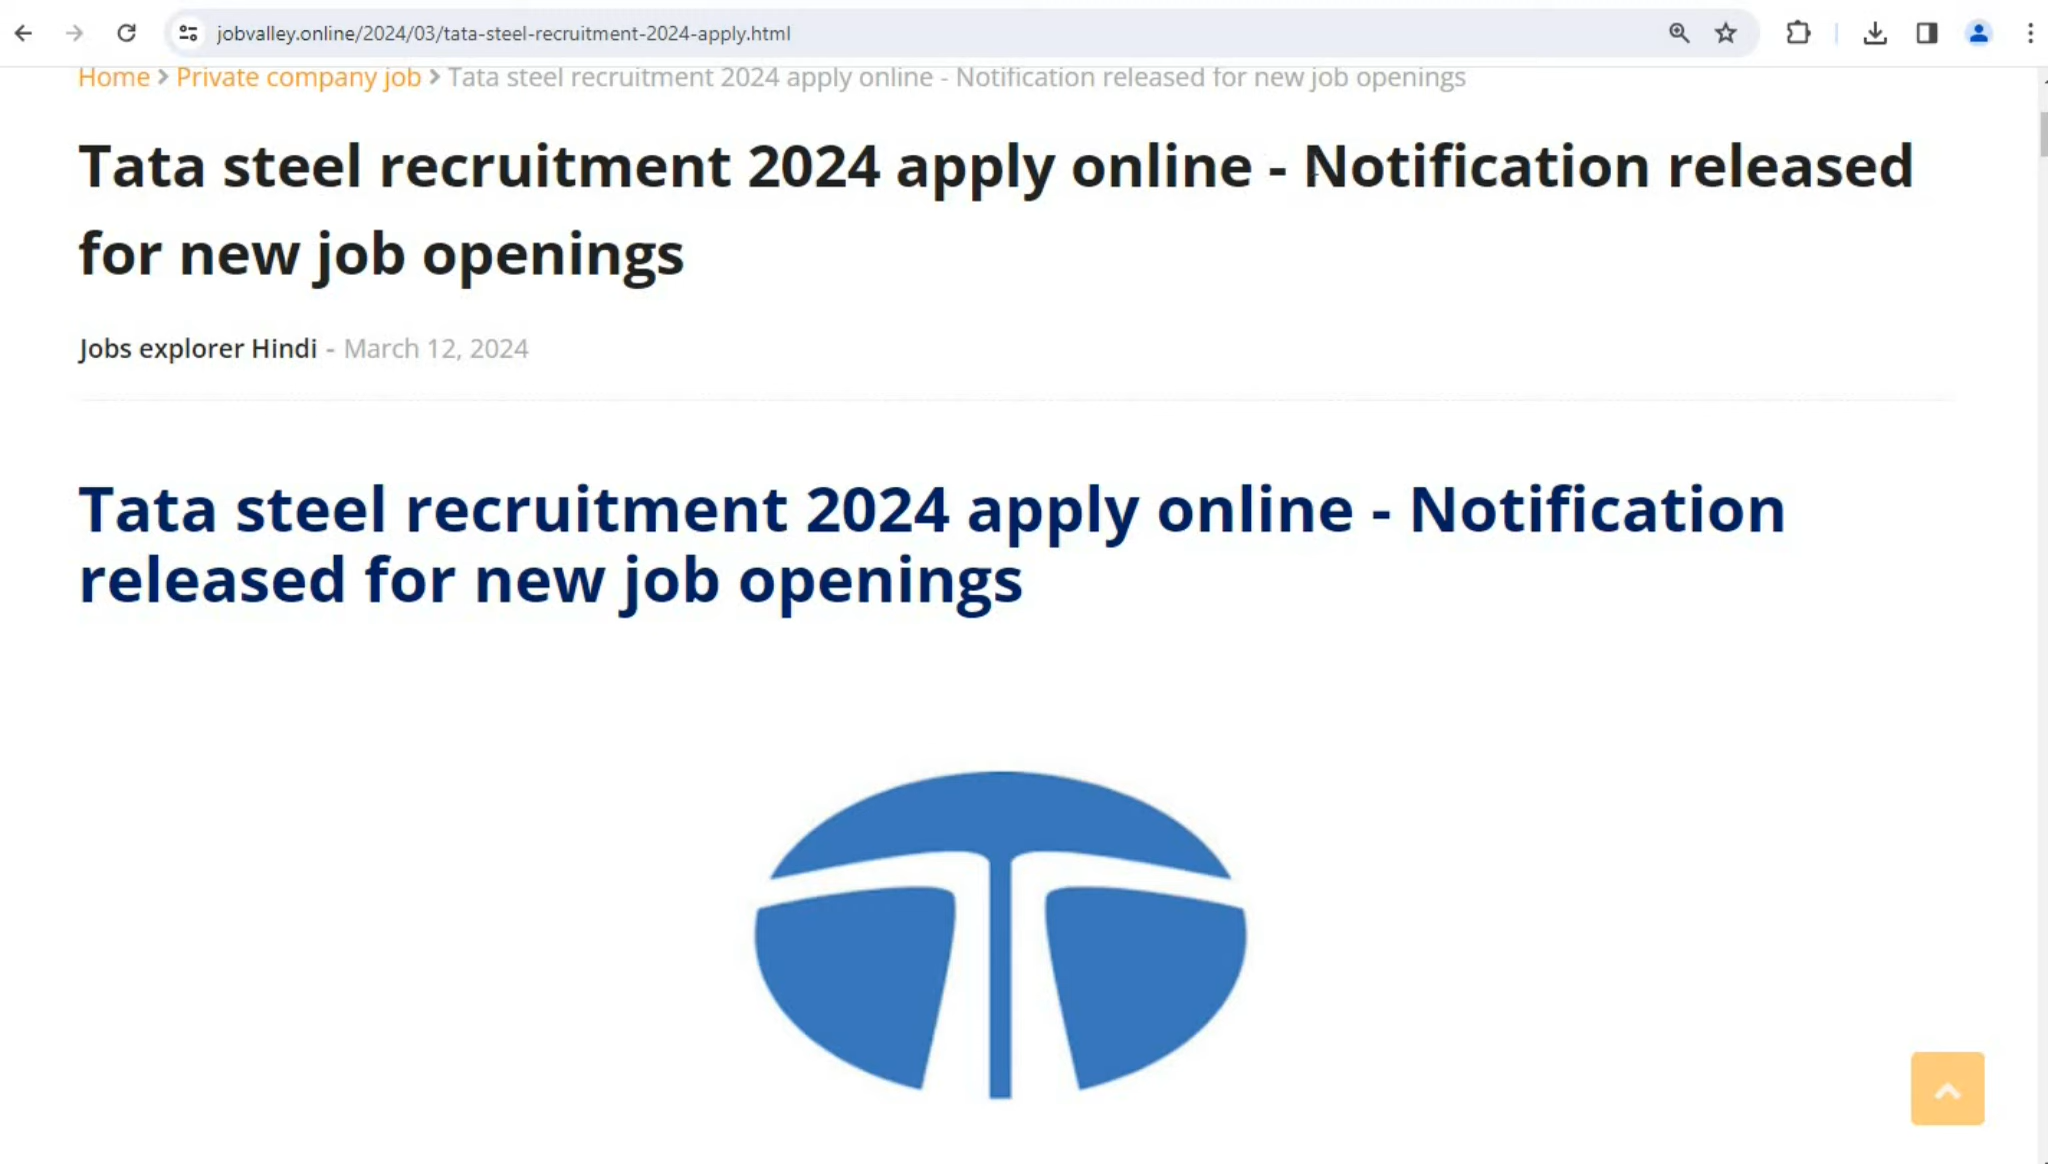 jobvalley.online/2024/03/tata-steel-recruitment-2024-apply.html
Home > Private company job > Tata steel recruitment 2024 apply online - Notification released for new job openings
Tata steel recruitment 2024 apply online - Notification released
for new job openings
Jobs explorer Hindi - March 12, 2024
Tata steel recruitment 2024 apply online - Notification
released for new job openings